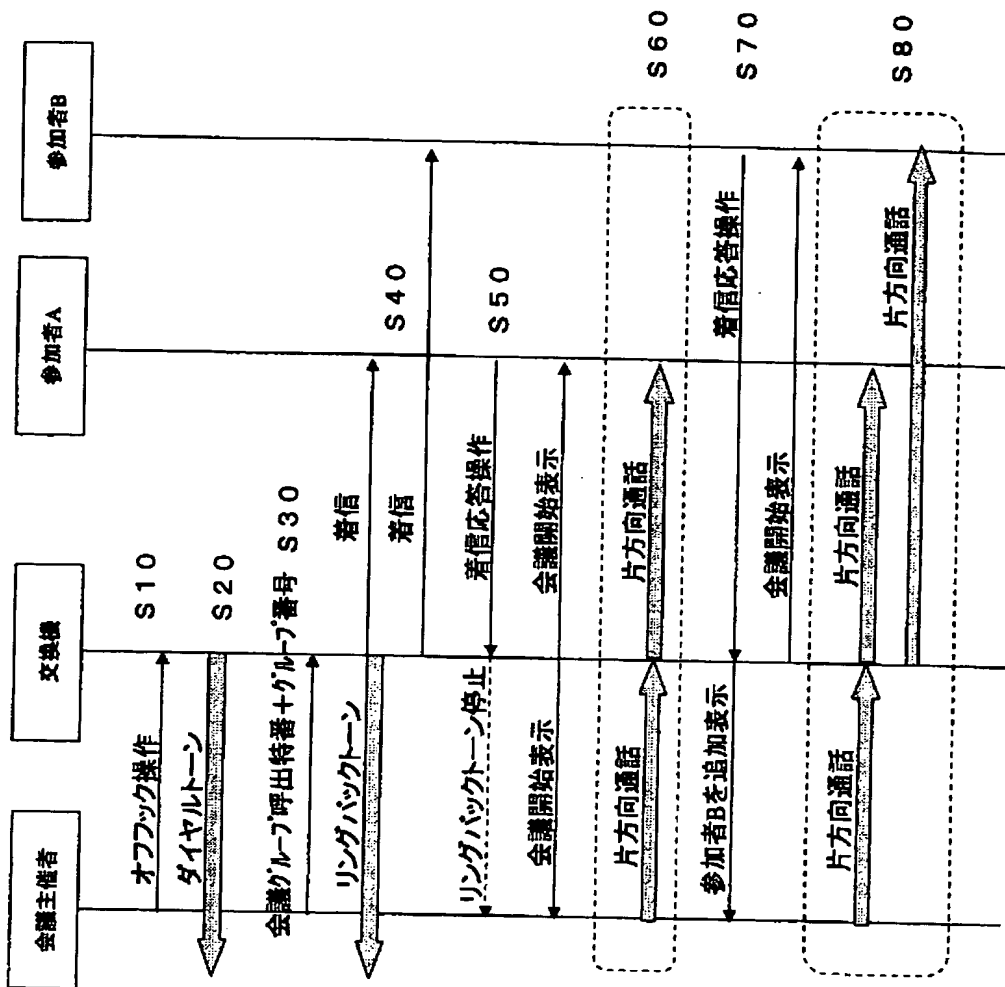 会議主催者
交換機
参加者A
参加者B
オフフック操作
S10
ダイヤルトーン
S20
会議グループ呼出特番+グループ番号
S30
リングバックトーン
着信
着信
S40
リングバックトーン停止
着信応答操作
S50
会議開始表示
会議開始表示
片方向通話
片方向通話
S60
参加者Bを追加表示
着信応答操作
S70
会議開始表示
片方向通話
片方向通話
片方向通話
S80